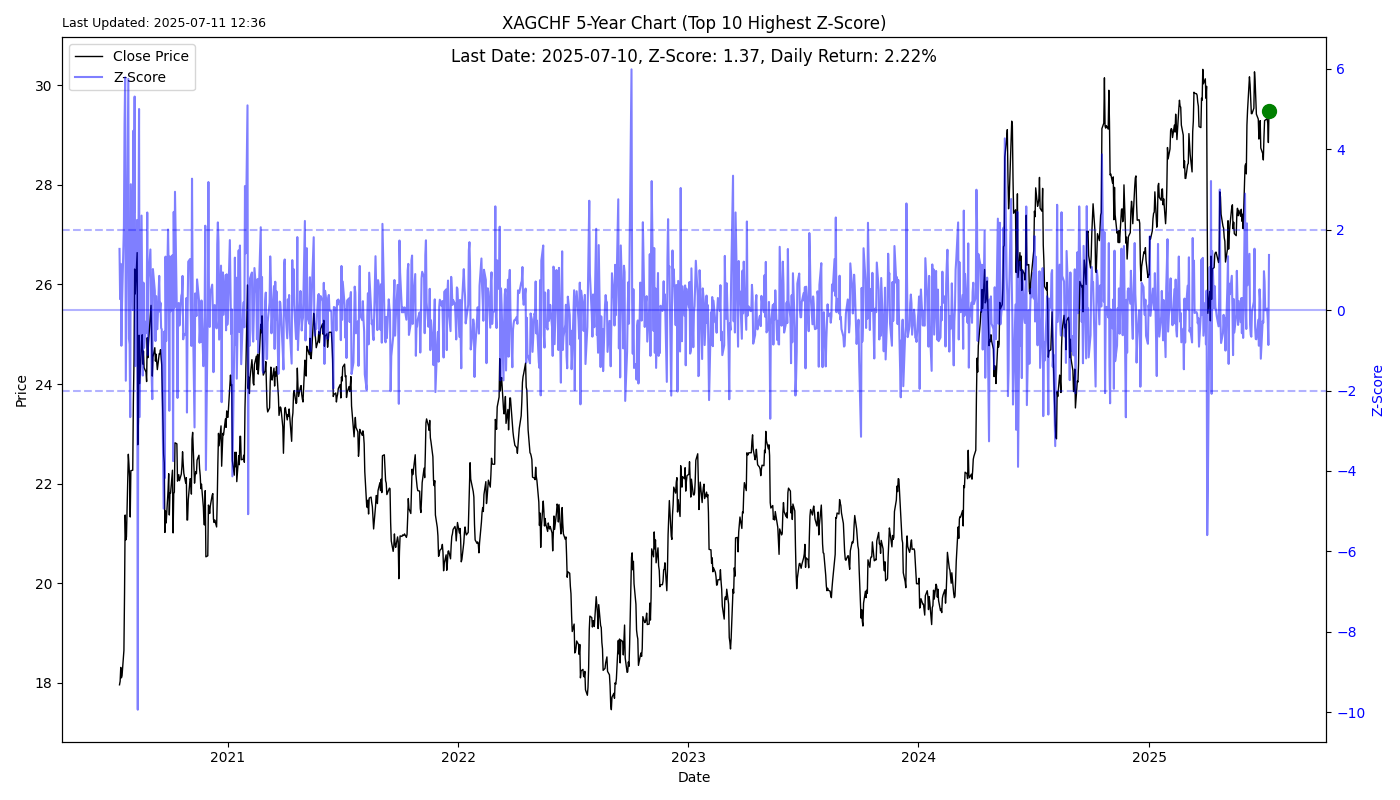 Last Updated: 2025-07-11 12:36
XAGCHF 5-Year Chart (Top 10 Highest Z-Score)
Last Date: 2025-07-10, Z-Score: 1.37, Daily Return: 2.22%
Close Price
Z-Score
30
28
26
24
22
20
18
Price
6
4
2
0
−2
−4
−6
−8
−10
Z-Score
2021
2022
2023
2024
2025
Date